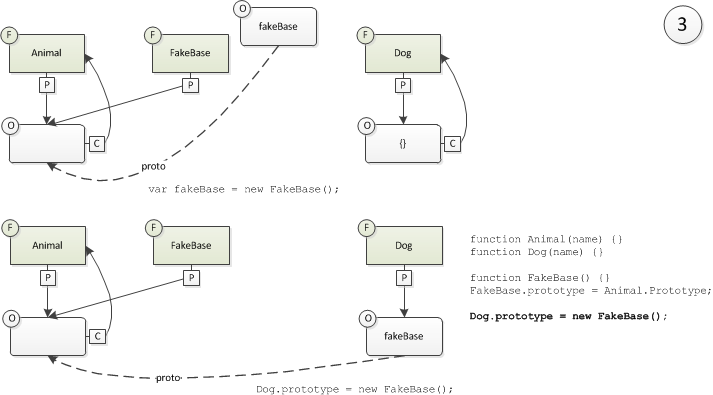 O
fakeBase
3
F
Animal
F
FakeBase
F
Dog
P
P
P
O
C
O
{}
C
proto
var fakeBase = new FakeBase();
F
Animal
F
FakeBase
F
Dog
function Animal(name) {}
function Dog(name) {}
P
P
P
function FakeBase() {}
FakeBase.prototype = Animal.Prototype;
O
C
O
fakeBase
Dog.prototype = new FakeBase();
proto
Dog.prototype = new FakeBase();